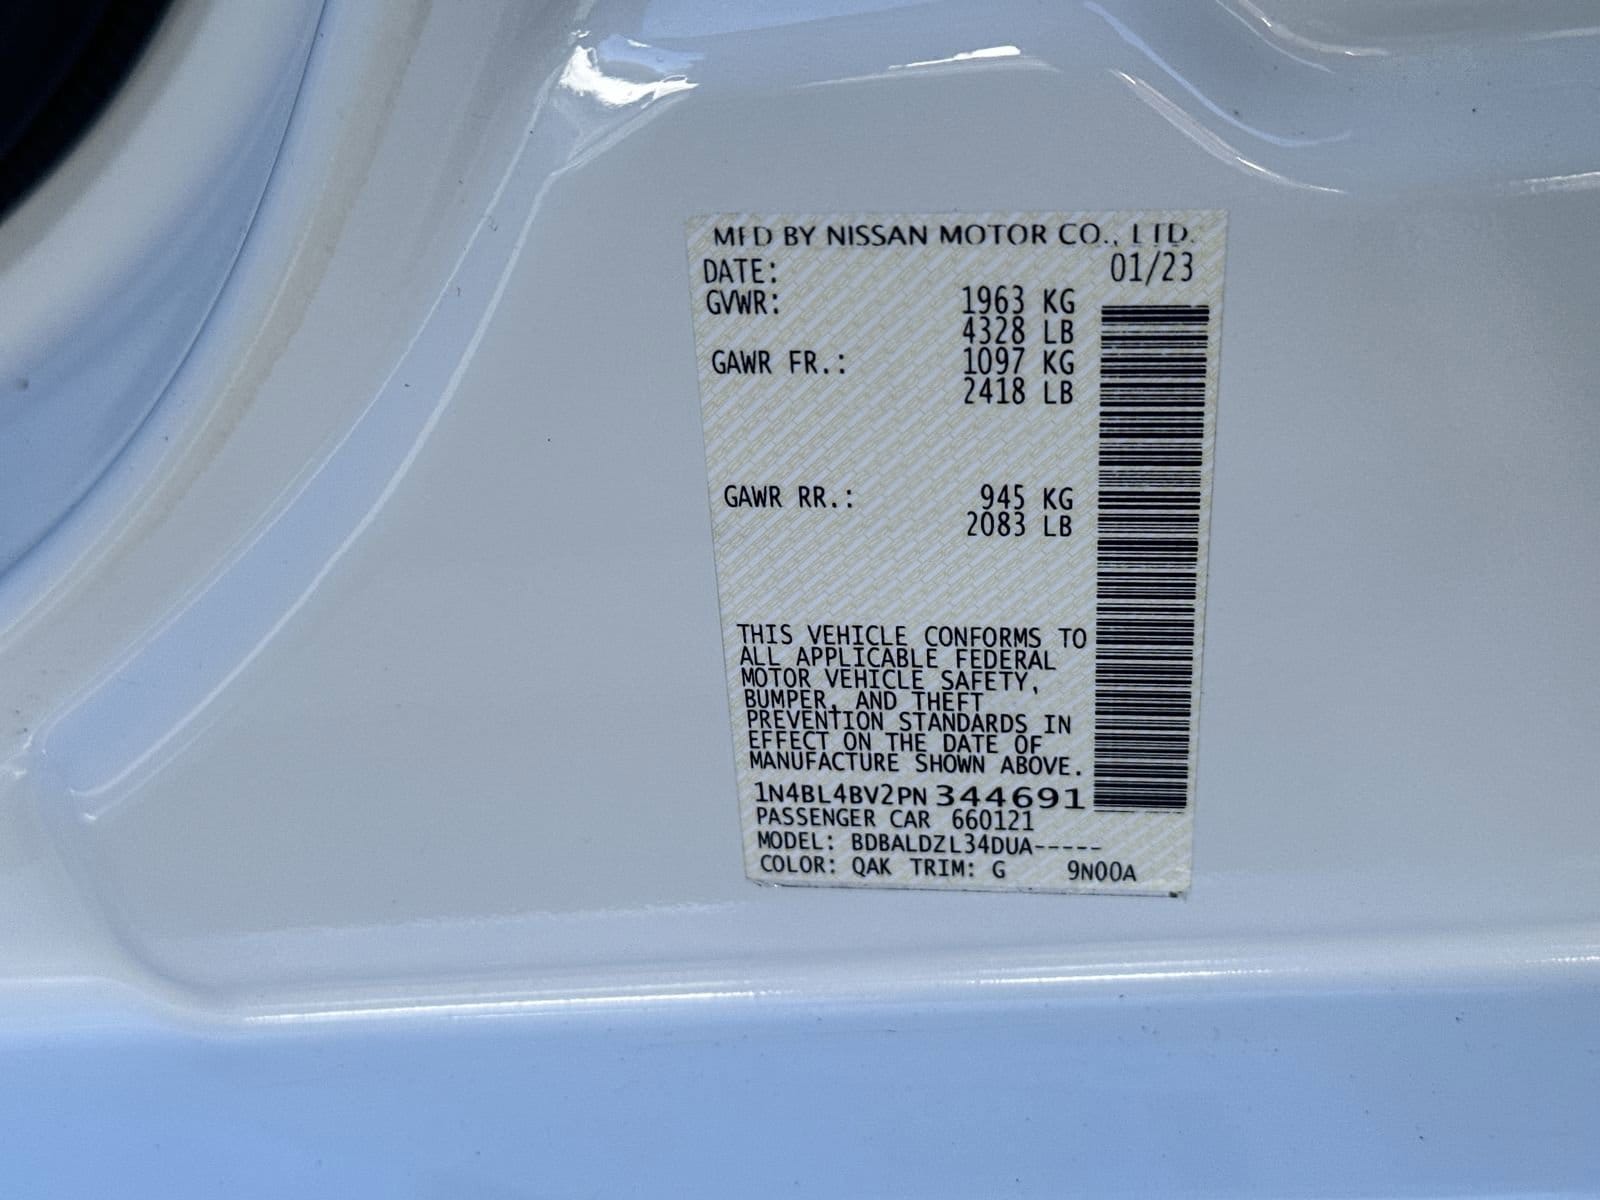 MFD BY NISSAN MOTOR CO., LTD.
DATE: 01/23
GVWR: 1963 KG
4328 LB
GAWR FR.: 1097 KG
2418 LB
GAWR RR.: 945 KG
2083 LB
THIS VEHICLE CONFORMS TO
ALL APPLICABLE FEDERAL
MOTOR VEHICLE SAFETY,
BUMPER, AND THEFT
PREVENTION STANDARDS IN
EFFECT ON THE DATE OF
MANUFACTURE SHOWN ABOVE.
1N4BL4BV2PN344691
PASSENGER CAR 660121
MODEL: BDBALDZL34DUA-----
COLOR: QAK TRIM: G 9N00A